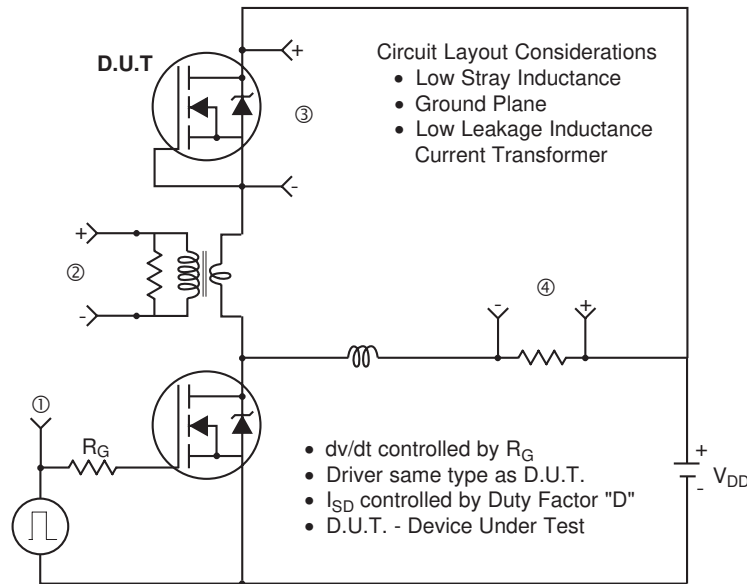 D.U.T
+
③
-
Circuit Layout Considerations
• Low Stray Inductance
• Ground Plane
• Low Leakage Inductance
Current Transformer
+
②
-
④
- +
①
R_G
• dv/dt controlled by R_G
• Driver same type as D.U.T.
• I_SD controlled by Duty Factor "D"
• D.U.T. - Device Under Test
+
V_DD
-